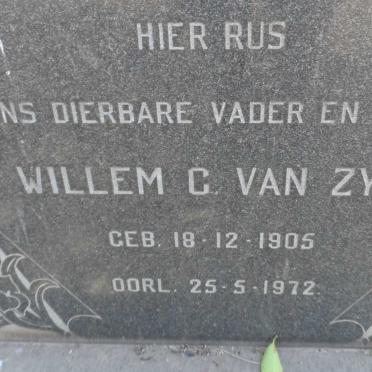 HIER RUS
NS DIERBARE VADER EN
WILLEM C. VAN ZY
GEB. 18-12-1905
OORL. 25-5-1972.